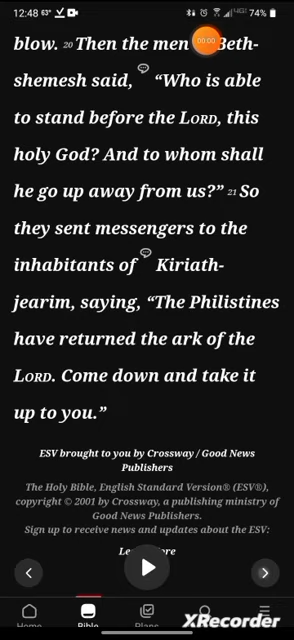 12:48 63° 4G 74%
00:00
blow. 20 Then the men Beth-
shemesh said, “Who is able
to stand before the LORD, this
holy God? And to whom shall
he go up away from us?” 21 So
they sent messengers to the
inhabitants of Kiriath-
jearim, saying, “The Philistines
have returned the ark of the
LORD. Come down and take it
up to you.”
ESV brought to you by Crossway / Good News
Publishers
The Holy Bible, English Standard Version® (ESV®),
copyright © 2001 by Crossway, a publishing ministry of
Good News Publishers.
Sign up to receive news and updates about the ESV:
Home Bible Plans
XRecorder